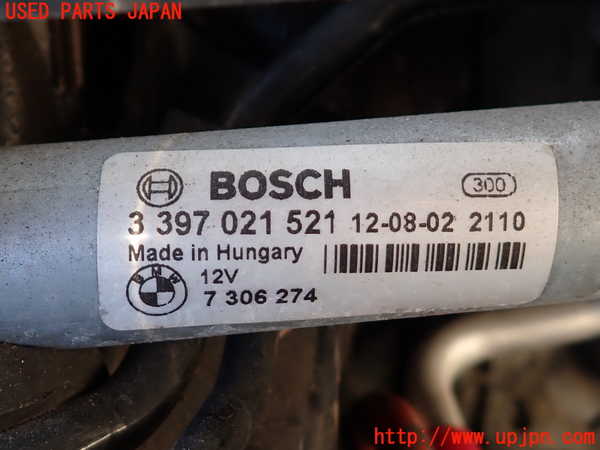 USED PARTS JAPAN
BOSCH
300
3 397 021 521 12-08-02 2110
Made in Hungary
12V
BMW
7 306 274
http://www.upjpn.com/